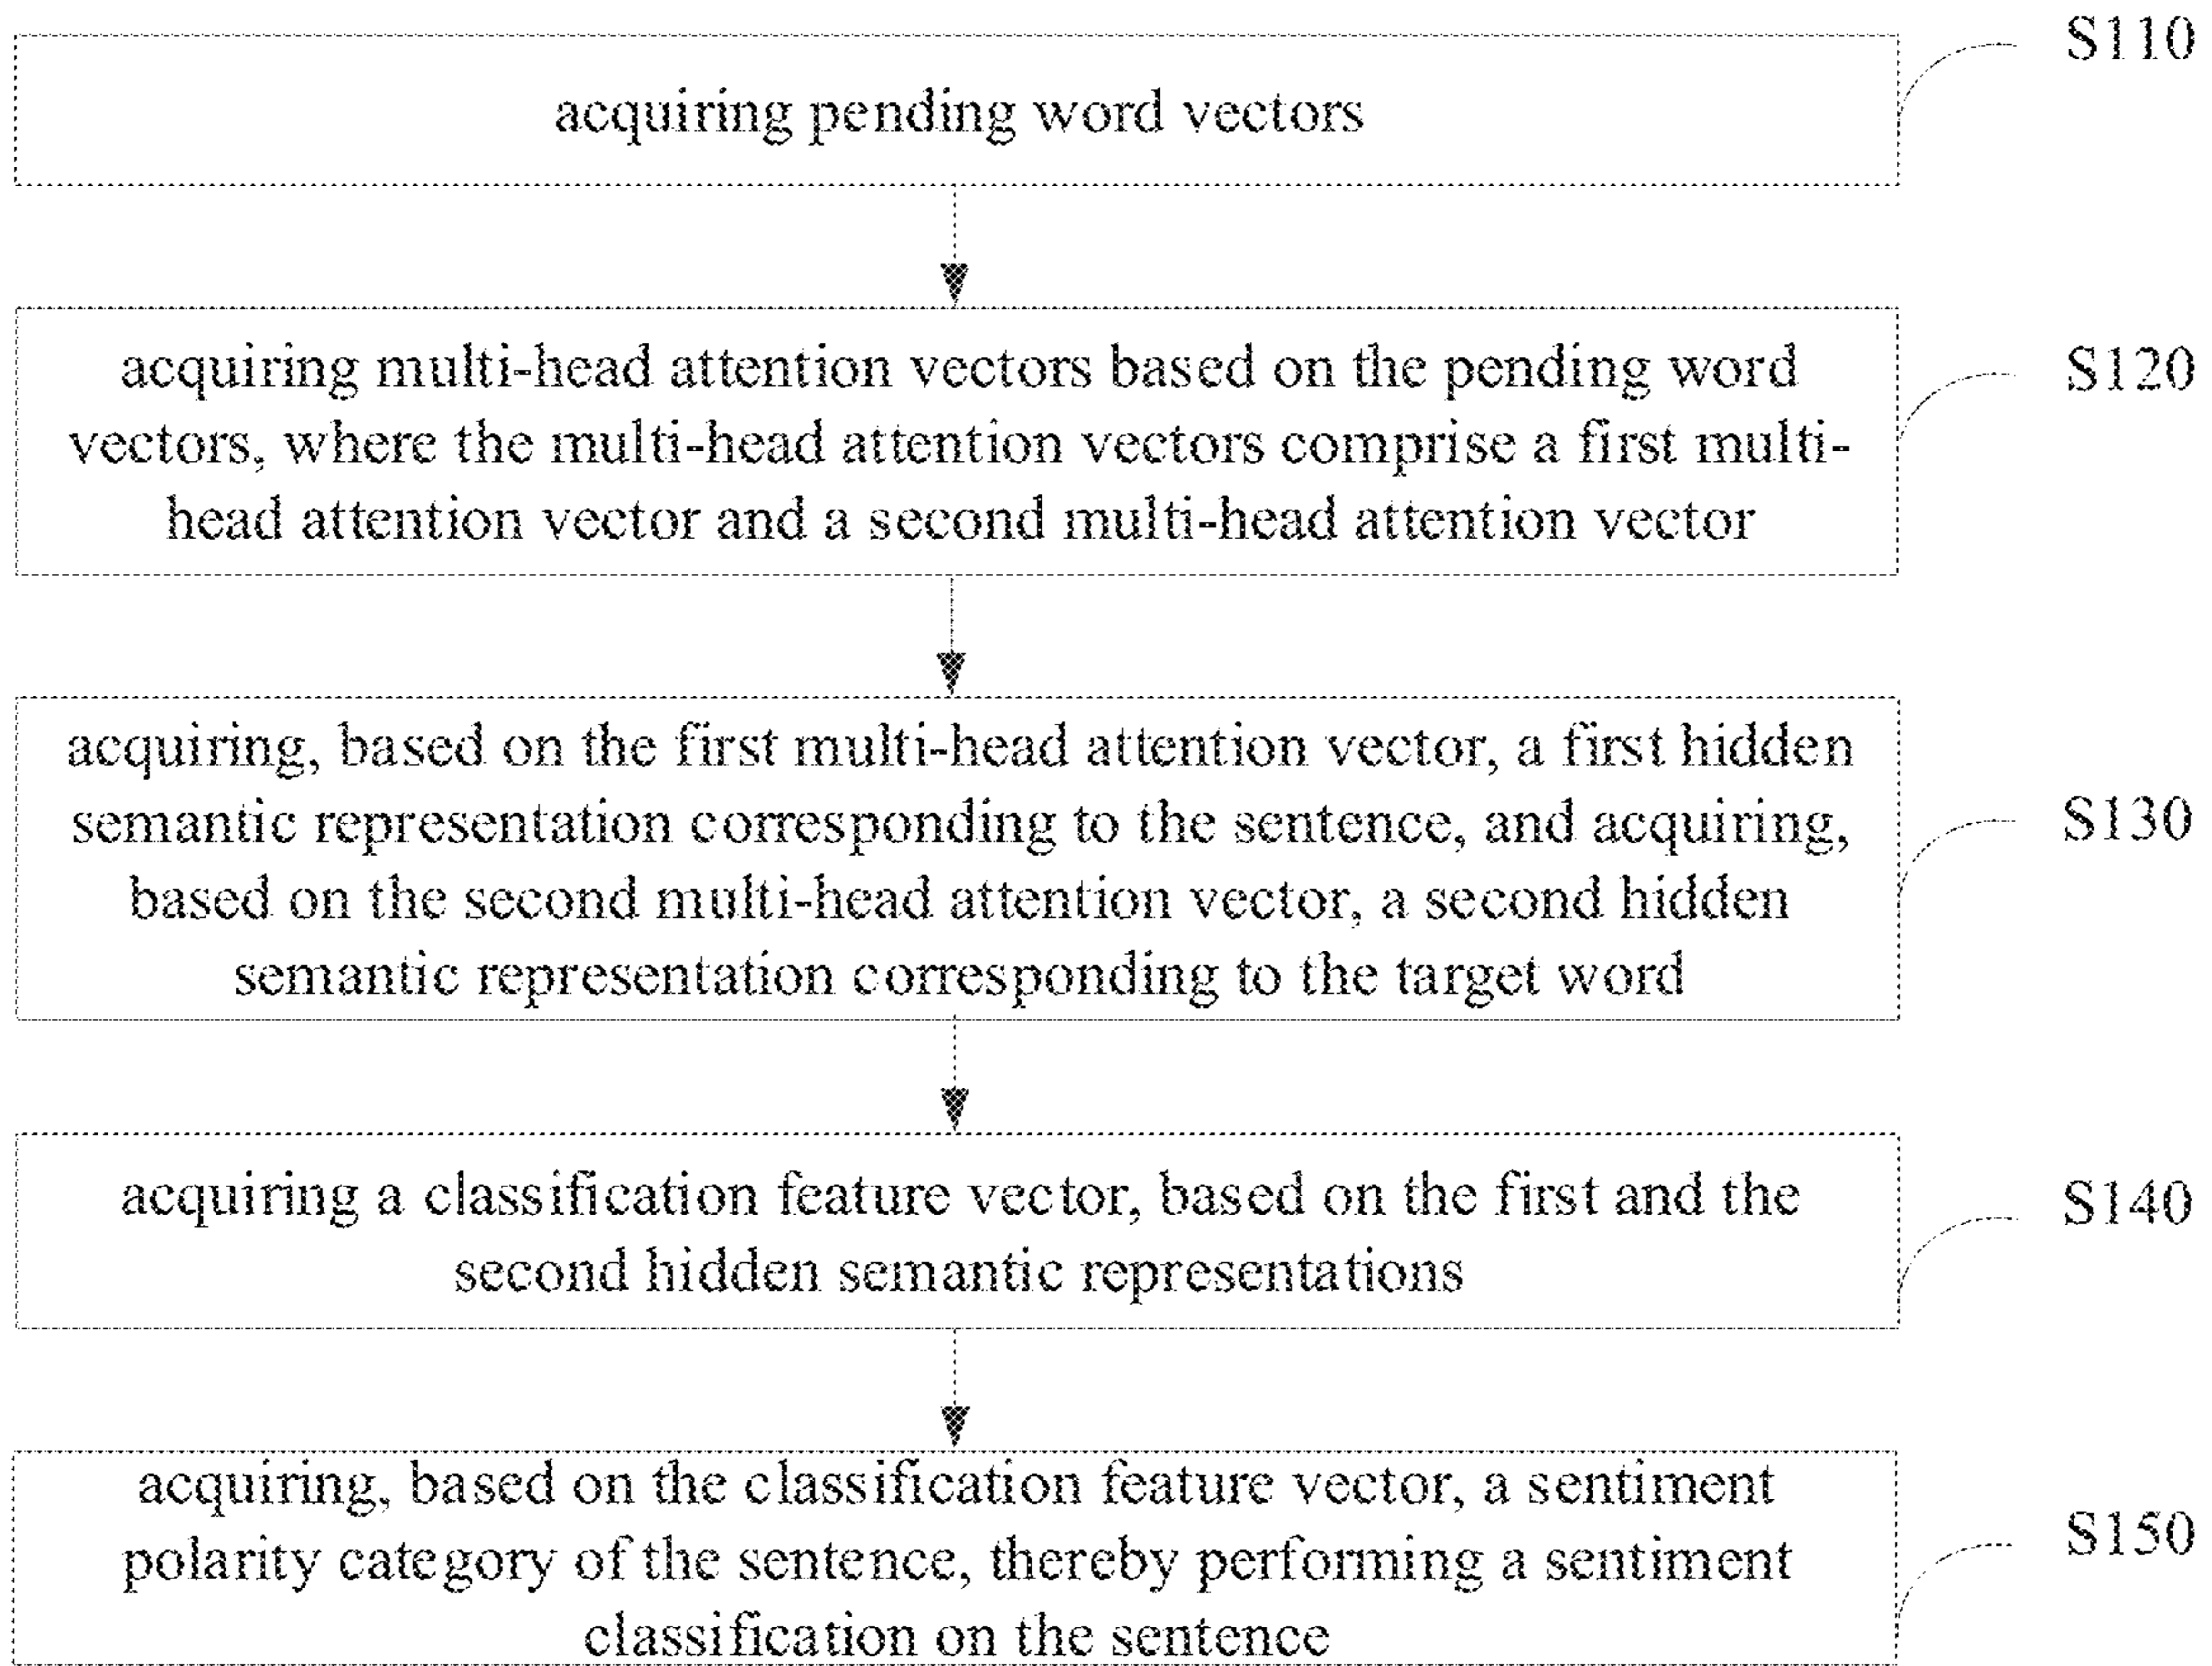 S110
acquiring pending word vectors
acquiring multi-head attention vectors based on the pending word
S120
vectors, where the multi-head attention vectors comprise a first multi-
head attention vector and a second multi-head attention vector
acquiring, based on the first multi-head attention vector, a first hidden
semantic representation corresponding to the sentence, and acquiring,
S130
based on the second multi-head attention vector, a second hidden
semantic representation corresponding to the target word
acquiring a classification feature vector, based on the first and the
S140
second hidden semantic representations
acquiring, based on the classification feature vector, a sentiment
S150
polarity category of the sentence, thereby performing a sentiment
classification on the sentence